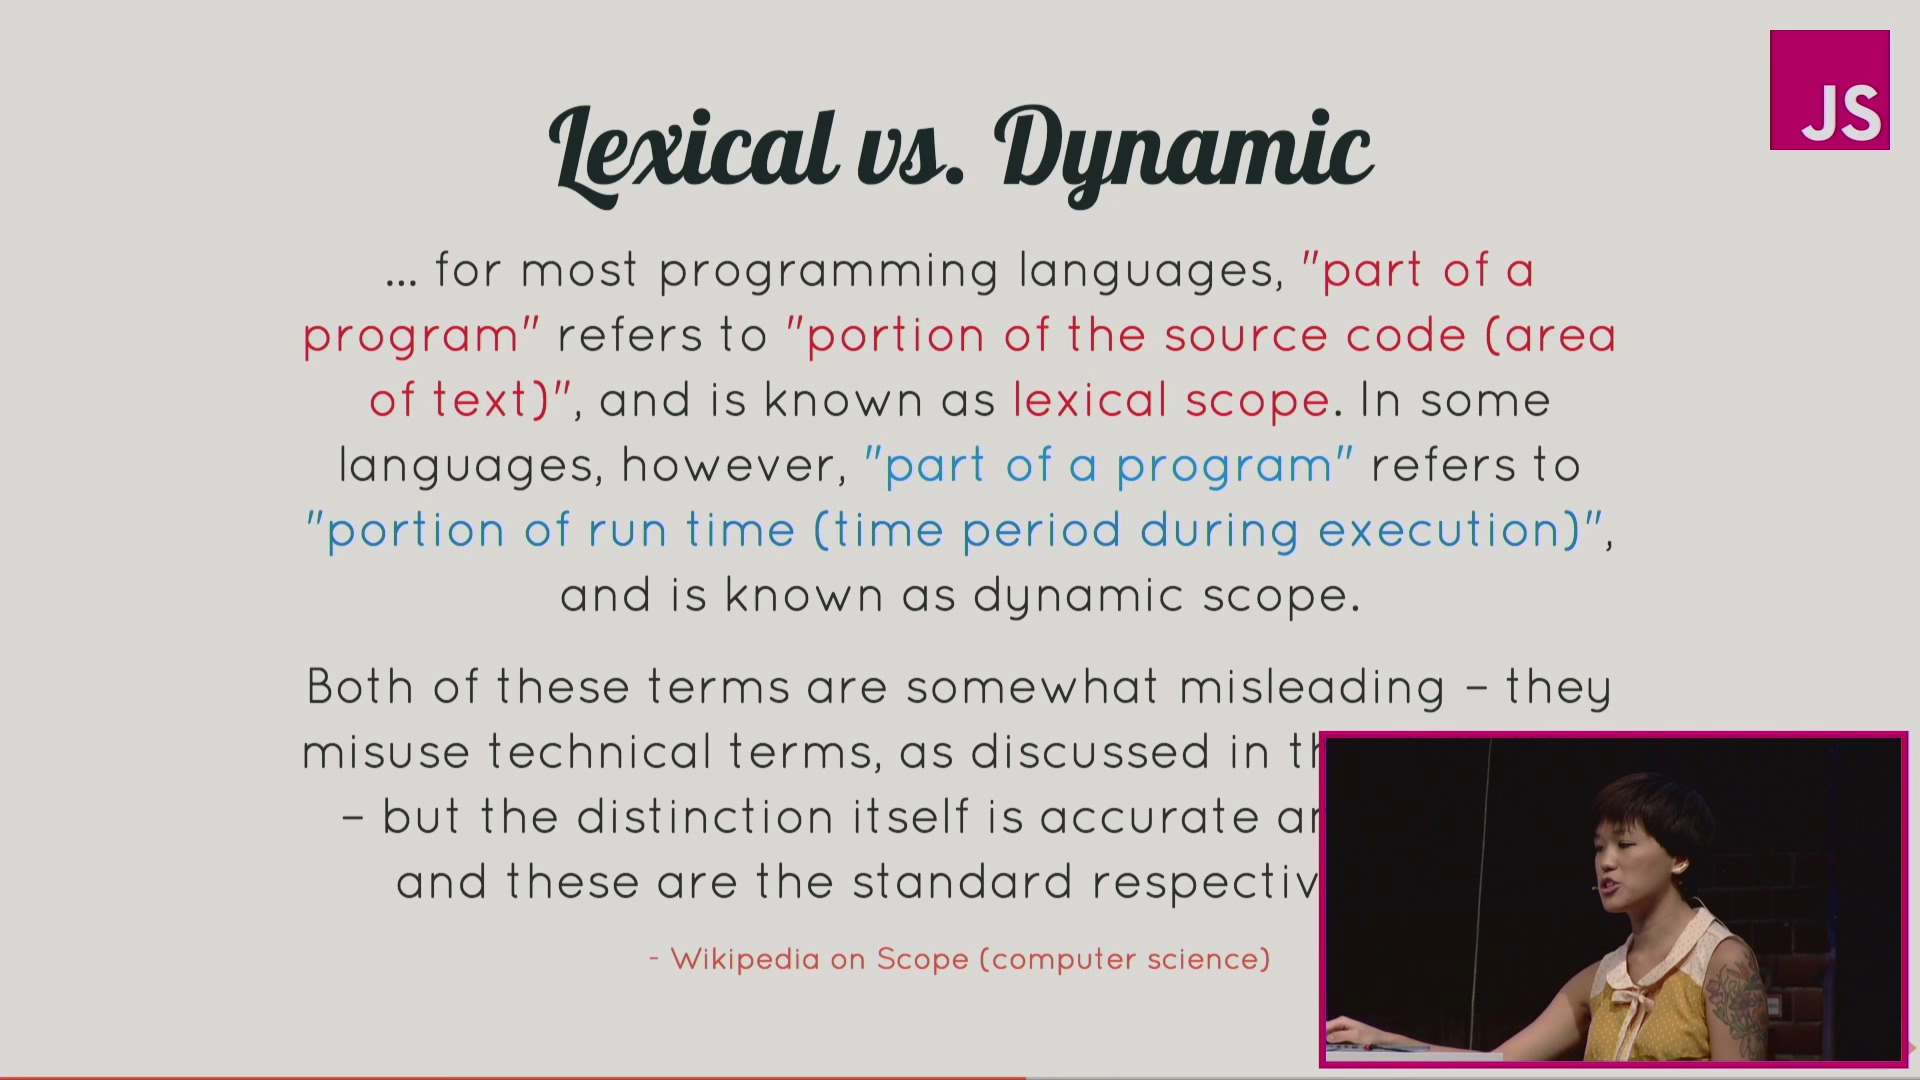 JS
Lexical vs. Dynamic
... for most programming languages, "part of a
program" refers to "portion of the source code (area
of text)", and is known as lexical scope. In some
languages, however, "part of a program" refers to
"portion of run time (time period during execution)",
and is known as dynamic scope.
Both of these terms are somewhat misleading – they
misuse technical terms, as discussed in
– but the distinction itself is accurate
and these are the standard
- Wikipedia on Scope (computer science)